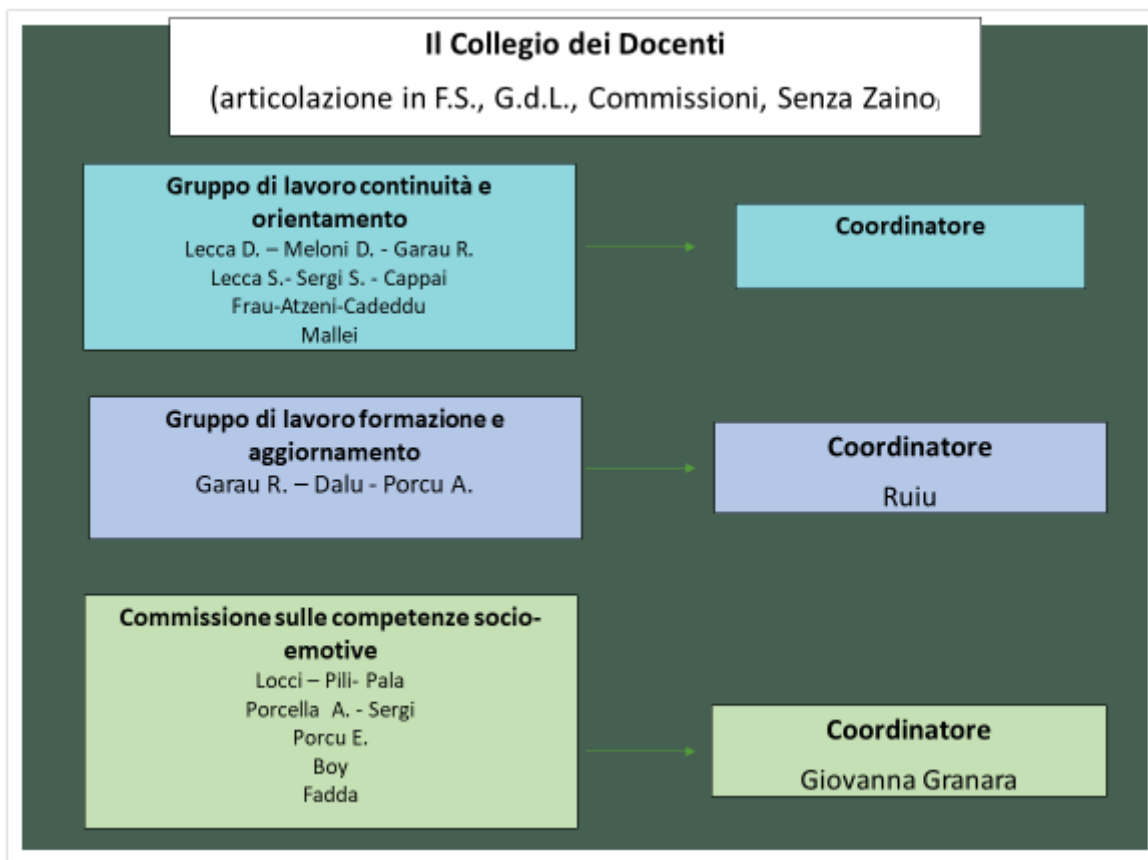 Il Collegio dei Docenti
(articolazione in F.S., G.d.L., Commissioni, Senza Zaino)
Gruppo di lavoro continuità e
orientamento
Lecca D. – Meloni D. - Garau R.
Lecca S.- Sergi S. - Cappai
Frau-Atzeni-Cadeddu
Mallei
Coordinatore
Gruppo di lavoro formazione e
aggiornamento
Garau R. – Dalu - Porcu A.
Coordinatore
Ruiu
Commissione sulle competenze socio-
emotive
Locci – Pili- Pala
Porcella  A. - Sergi
Porcu E.
Boy
Fadda
Coordinatore
Giovanna Granara